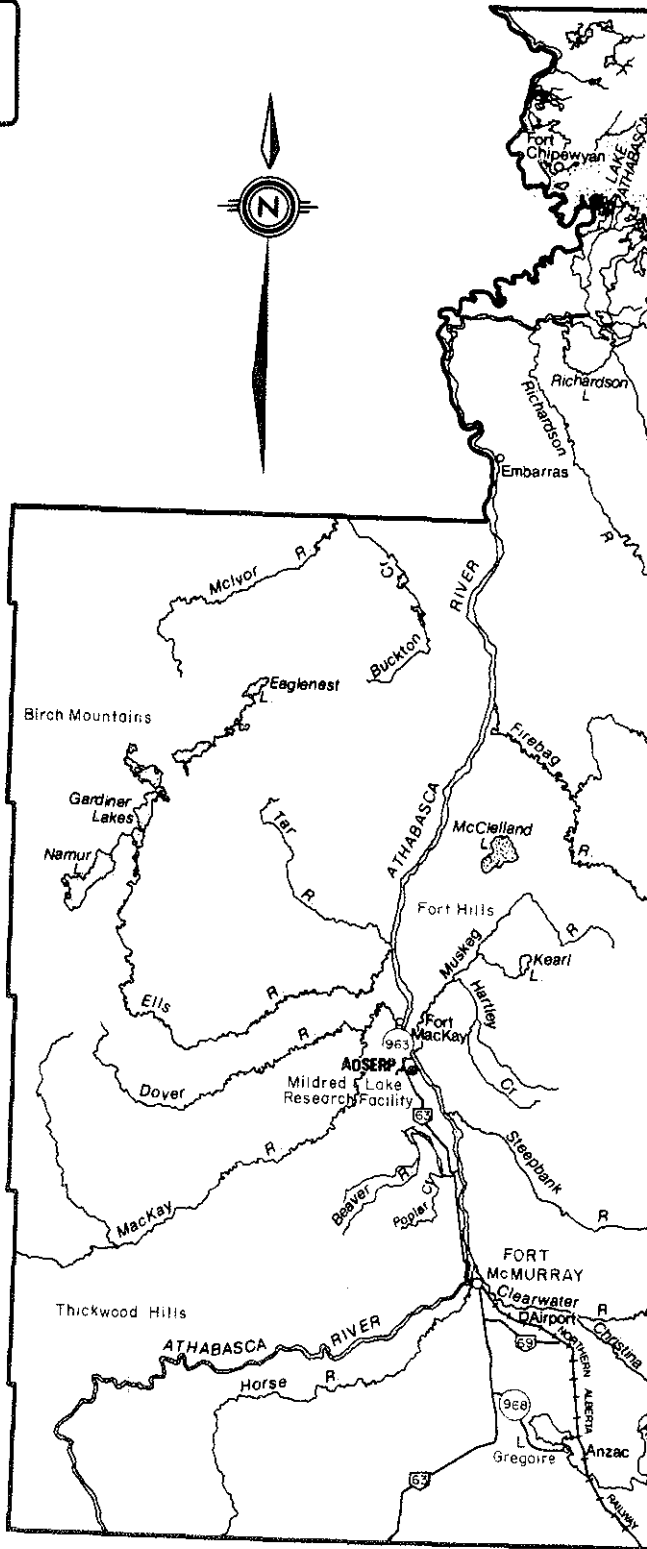 N
Fort
Chipewyan
LAKE
ATHABASCA
Richardson
L.
Richardson
R
Embarras
RIVER
McIvor R.
Cr
Buckton
Eaglenest
L.
Birch Mountains
Firebag
R.
Gardiner
Lakes
Namur
L.
Tar
R.
ATHABASCA
McClelland
L.
Fort Hills
Muskeg R
Kearl
L.
Hartley
Cr
Ells R.
Fort
MacKay
963
Dover R.
AOSERP
Mildred Lake
Research Facility
63
MacKay R.
Beaver R.
Poplar Cr
Steepbank
R
FORT
McMURRAY
Clearwater R
Airport
Christina
69
NORTHERN ALBERTA
RAILWAY
Thickwood Hills
ATHABASCA RIVER
Horse R.
968
L
Gregoire
Anzac
63